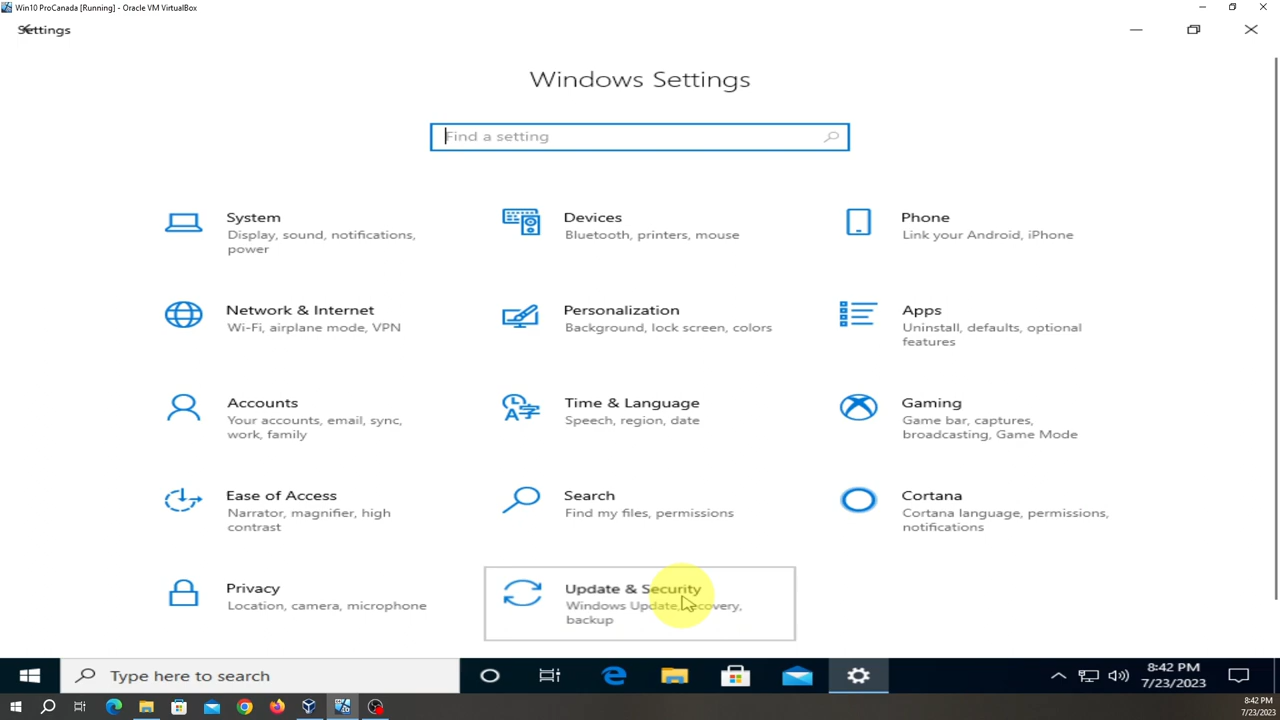 Win10 ProCanada [Running] - Oracle VM VirtualBox
Settings
Windows Settings
Find a setting
System
Display, sound, notifications,
power
Devices
Bluetooth, printers, mouse
Phone
Link your Android, iPhone
Network & Internet
Wi-Fi, airplane mode, VPN
Personalization
Background, lock screen, colors
Apps
Uninstall, defaults, optional
features
Accounts
Your accounts, email, sync,
work, family
Time & Language
Speech, region, date
Gaming
Game bar, captures,
broadcasting, Game Mode
Ease of Access
Narrator, magnifier, high
contrast
Search
Find my files, permissions
Cortana
Cortana language, permissions,
notifications
Privacy
Location, camera, microphone
Update & Security
Windows Update, recovery,
backup
Type here to search
8:42 PM
7/23/2023
8:42 PM
7/23/2023